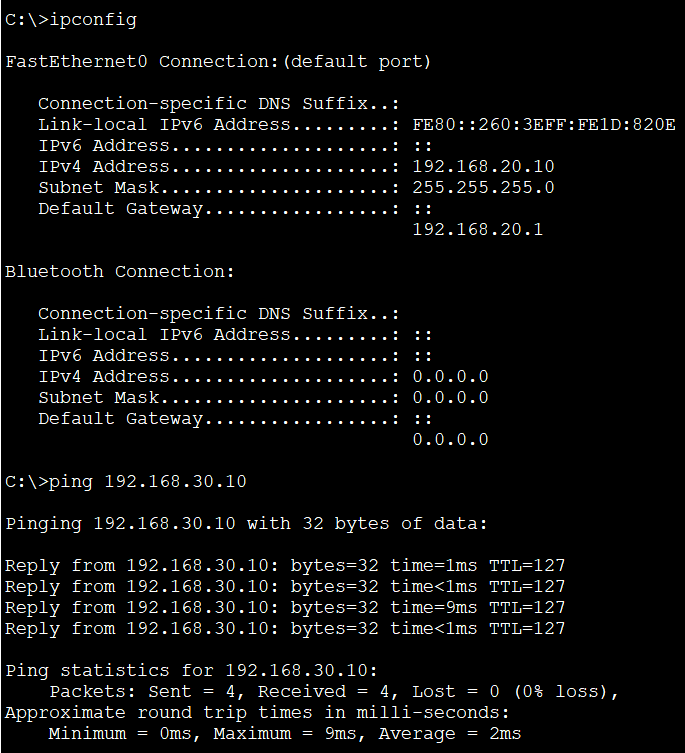 C:\>ipconfig

FastEthernet0 Connection:(default port)

   Connection-specific DNS Suffix..:
   Link-local IPv6 Address.........: FE80::260:3EFF:FE1D:820E
   IPv6 Address....................: ::
   IPv4 Address....................: 192.168.20.10
   Subnet Mask.....................: 255.255.255.0
   Default Gateway.................: ::
                                     192.168.20.1

Bluetooth Connection:

   Connection-specific DNS Suffix..:
   Link-local IPv6 Address.........: ::
   IPv6 Address....................: ::
   IPv4 Address....................: 0.0.0.0
   Subnet Mask.....................: 0.0.0.0
   Default Gateway.................: ::
                                     0.0.0.0

C:\>ping 192.168.30.10

Pinging 192.168.30.10 with 32 bytes of data:

Reply from 192.168.30.10: bytes=32 time=1ms TTL=127
Reply from 192.168.30.10: bytes=32 time<1ms TTL=127
Reply from 192.168.30.10: bytes=32 time=9ms TTL=127
Reply from 192.168.30.10: bytes=32 time<1ms TTL=127

Ping statistics for 192.168.30.10:
    Packets: Sent = 4, Received = 4, Lost = 0 (0% loss),
Approximate round trip times in milli-seconds:
    Minimum = 0ms, Maximum = 9ms, Average = 2ms